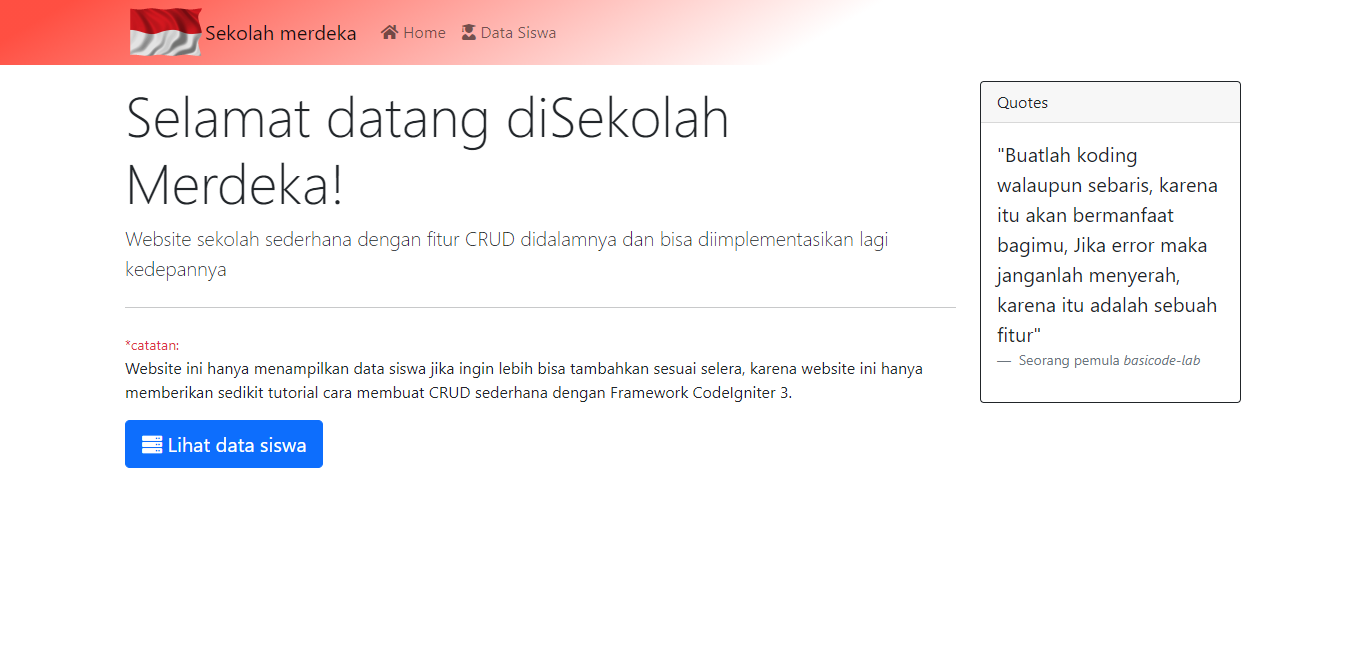 Sekolah merdeka
Home
Data Siswa
Selamat datang diSekolah
Merdeka!
Website sekolah sederhana dengan fitur CRUD didalamnya dan bisa diimplementasikan lagi
kedepannya
*catatan:
Website ini hanya menampilkan data siswa jika ingin lebih bisa tambahkan sesuai selera, karena website ini hanya
memberikan sedikit tutorial cara membuat CRUD sederhana dengan Framework CodeIgniter 3.
Lihat data siswa
Quotes
"Buatlah koding
walaupun sebaris, karena
itu akan bermanfaat
bagimu, Jika error maka
janganlah menyerah,
karena itu adalah sebuah
fitur"
— Seorang pemula basicode-lab